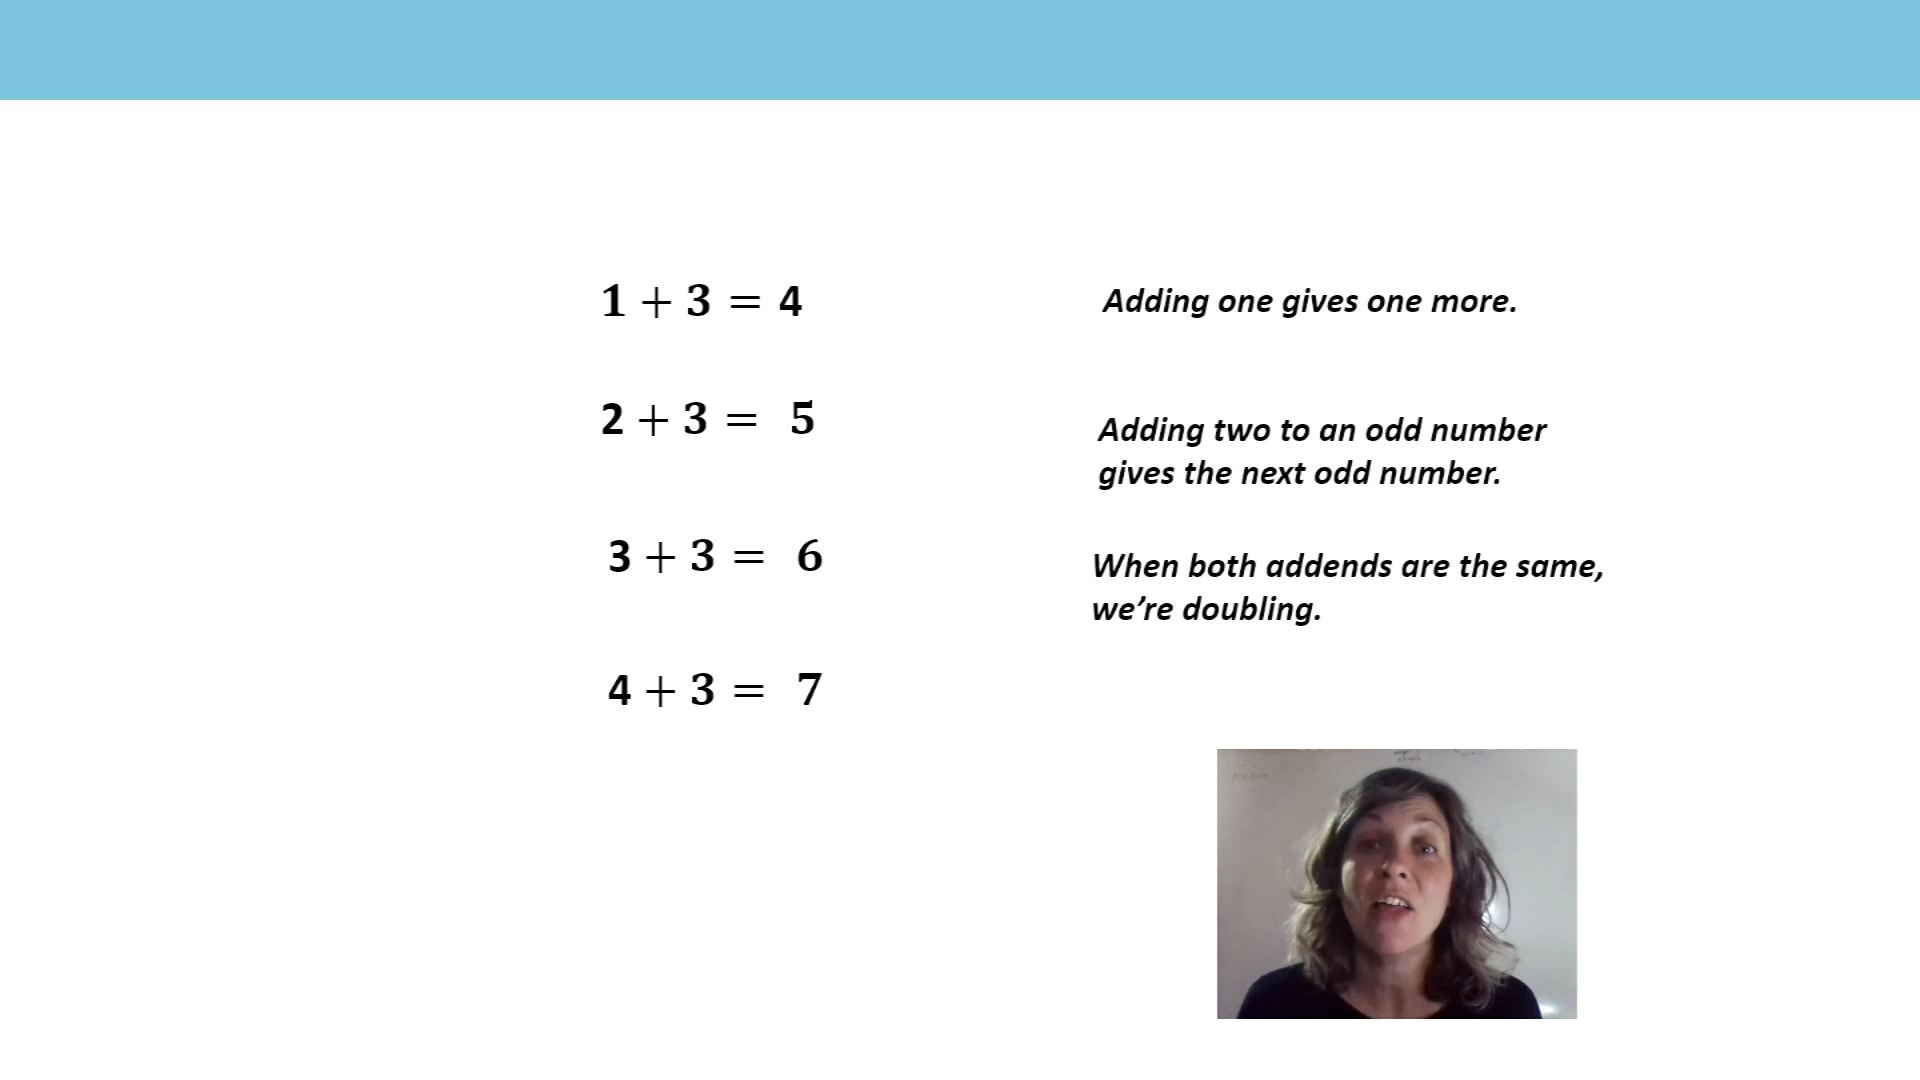 1 + 3 = 4
Adding one gives one more.
2 + 3 = 5
Adding two to an odd number
gives the next odd number.
3 + 3 = 6
When both addends are the same,
we’re doubling.
4 + 3 = 7